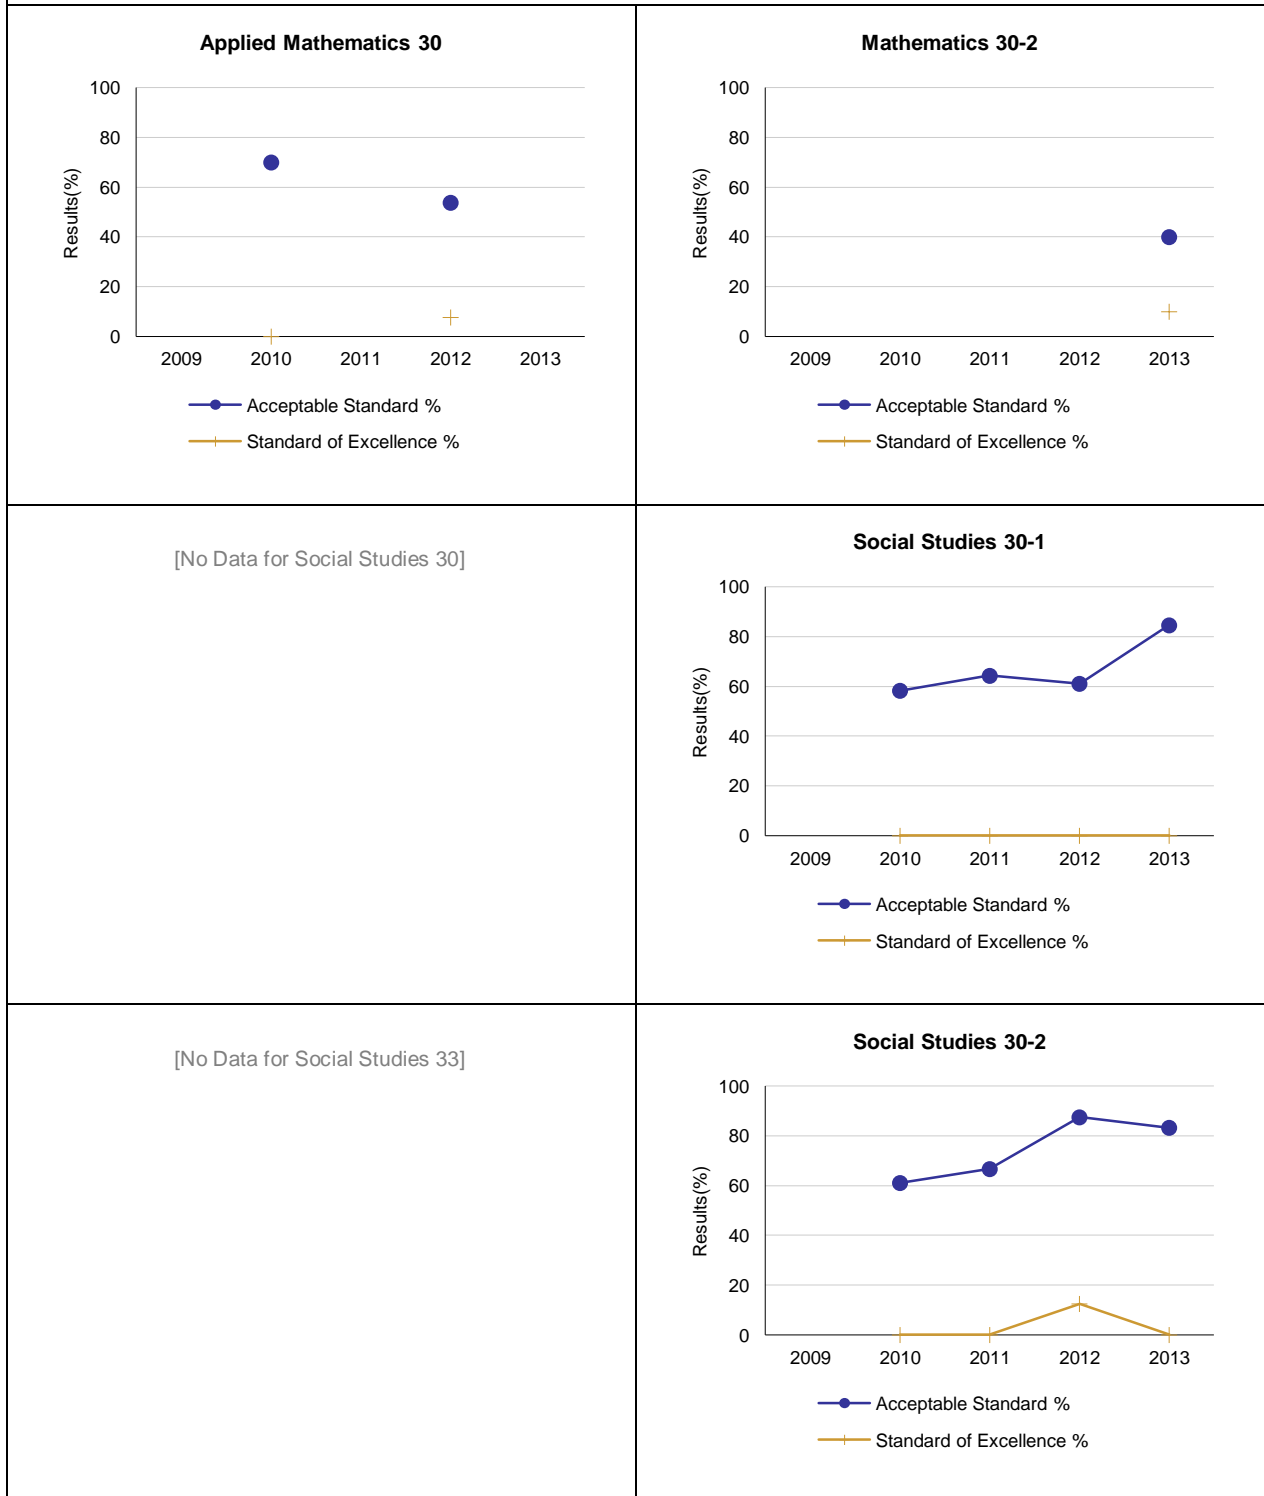 Applied Mathematics 30
100
80
60
40
20
0
Results(%)
2009 2010 2011 2012 2013
Acceptable Standard %
Standard of Excellence %
Mathematics 30-2
100
80
60
40
20
0
Results(%)
2009 2010 2011 2012 2013
Acceptable Standard %
Standard of Excellence %
[No Data for Social Studies 30]
Social Studies 30-1
100
80
60
40
20
0
Results(%)
2009 2010 2011 2012 2013
Acceptable Standard %
Standard of Excellence %
[No Data for Social Studies 33]
Social Studies 30-2
100
80
60
40
20
0
Results(%)
2009 2010 2011 2012 2013
Acceptable Standard %
Standard of Excellence %